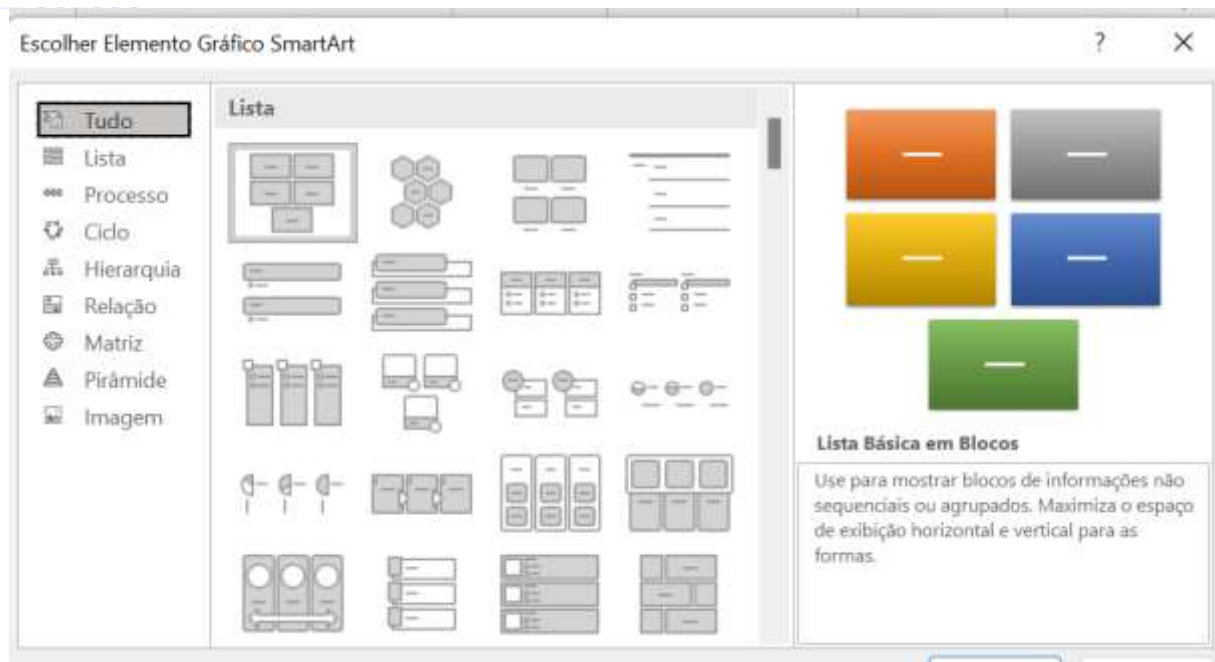 Escolher Elemento Gráfico SmartArt
?
Tudo
Lista
Processo
Ciclo
Hierarquia
Relação
Matriz
Pirâmide
Imagem
Lista
Lista Básica em Blocos
Use para mostrar blocos de informações não
sequenciais ou agrupados. Maximiza o espaço
de exibição horizontal e vertical para as
formas.